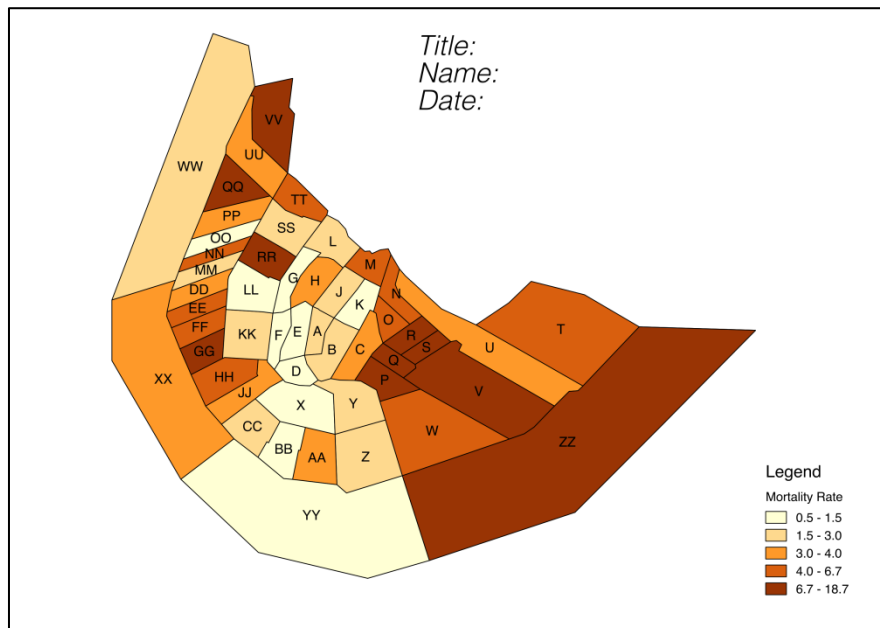 Title:
Name:
Date:
VV
WW
UU
QQ
TT
PP
SS
OO
L
NN
RR
M
MM
G
H
J
N
DD
LL
K
EE
O
T
FF
KK
F
E
A
R
U
B
C
S
GG
Q
XX
HH
D
P
V
JJ
X
Y
CC
W
BB
AA
Z
ZZ
YY
Legend
Mortality Rate
0.5 - 1.5
1.5 - 3.0
3.0 - 4.0
4.0 - 6.7
6.7 - 18.7